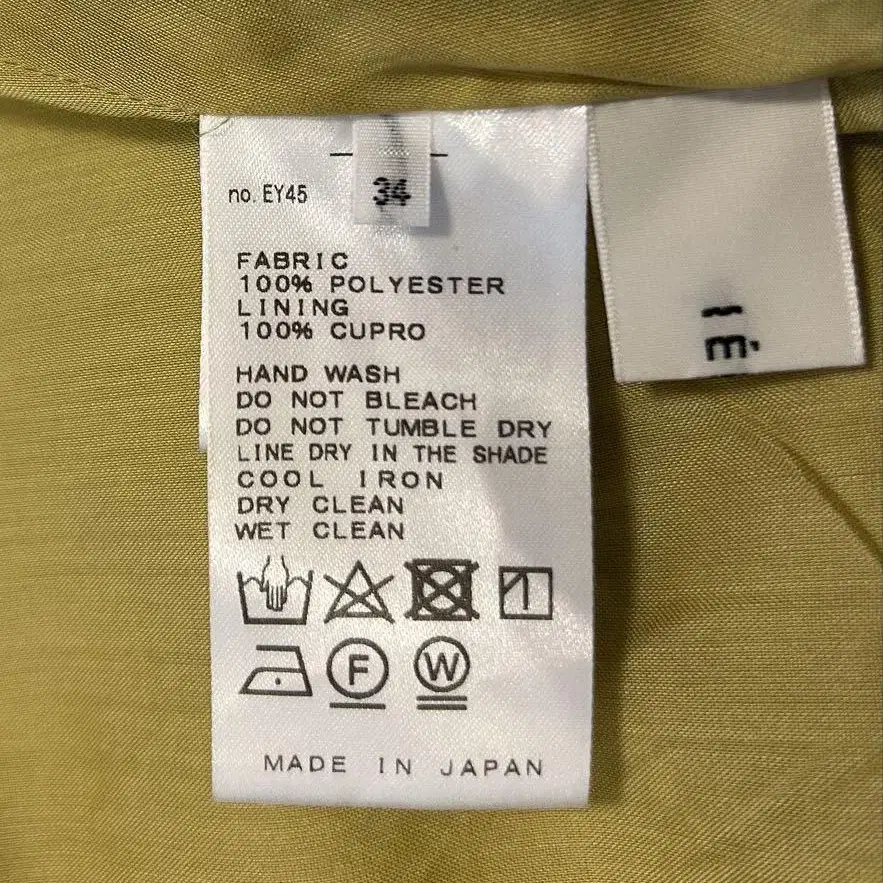 no. EY45
34
FABRIC
100% POLYESTER
LINING
100% CUPRO
HAND WASH
DO NOT BLEACH
DO NOT TUMBLE DRY
LINE DRY IN THE SHADE
COOL IRON
DRY CLEAN
WET CLEAN
F W
MADE IN JAPAN